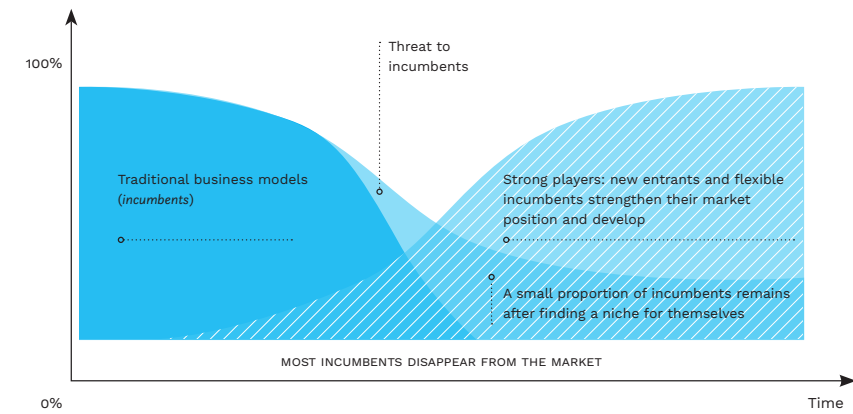 100%
Threat to
incumbents
Traditional business models
(incumbents)
Strong players: new entrants and flexible
incumbents strengthen their market
position and develop
A small proportion of incumbents remains
after finding a niche for themselves
MOST INCUMBENTS DISAPPEAR FROM THE MARKET
0%
Time